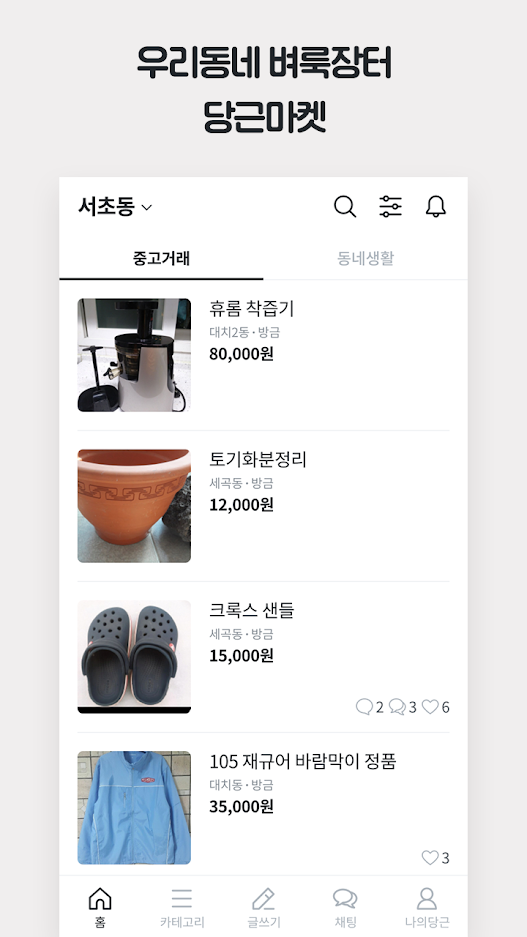 우리동네 벼룩장터
당근마켓
서초동
중고거래
동네생활
휴롬 착즙기
대치2동 · 방금
80,000원
토기화분정리
세곡동 · 방금
12,000원
크록스 샌들
세곡동 · 방금
15,000원
2 3 6
105 재규어 바람막이 정품
대치동 · 방금
35,000원
3
홈 카테고리 글쓰기 채팅 나의당근